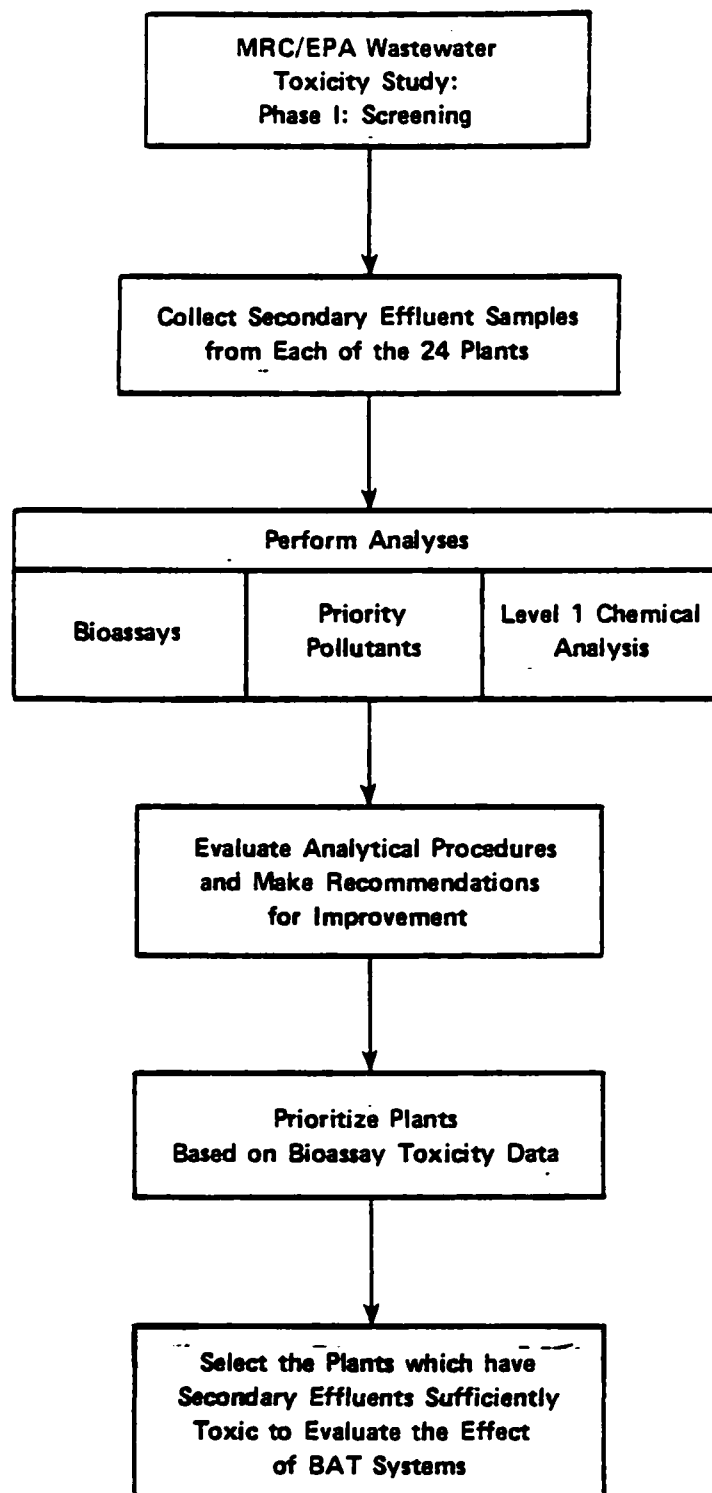 MRC/EPA Wastewater
Toxicity Study:
Phase I: Screening
Collect Secondary Effluent Samples
from Each of the 24 Plants
Perform Analyses
Bioassays
Priority
Pollutants
Level 1 Chemical
Analysis
Evaluate Analytical Procedures
and Make Recommendations
for Improvement
Prioritize Plants
Based on Bioassay Toxicity Data
Select the Plants which have
Secondary Effluents Sufficiently
Toxic to Evaluate the Effect
of BAT Systems